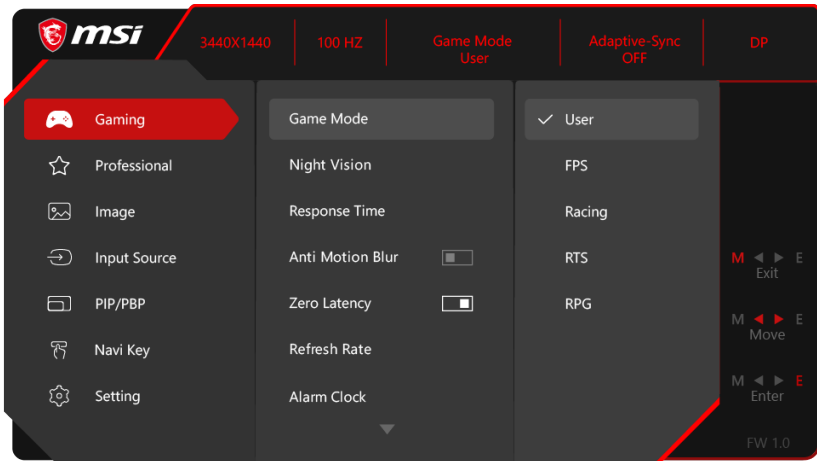 msi
3440X1440
100 HZ
Game Mode
User
Adaptive-Sync
OFF
DP
Gaming
Professional
Image
Input Source
PIP/PBP
Navi Key
Setting
Game Mode
Night Vision
Response Time
Anti Motion Blur
Zero Latency
Refresh Rate
Alarm Clock
User
FPS
Racing
RTS
RPG
M E
Exit
M E
Move
M E
Enter
FW 1.0